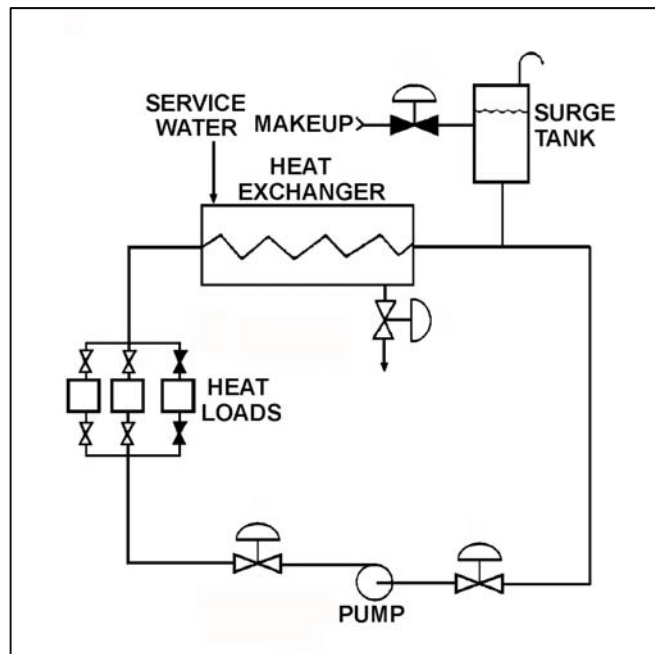 SERVICE
WATER
MAKEUP
SURGE
TANK
HEAT
EXCHANGER
HEAT
LOADS
PUMP